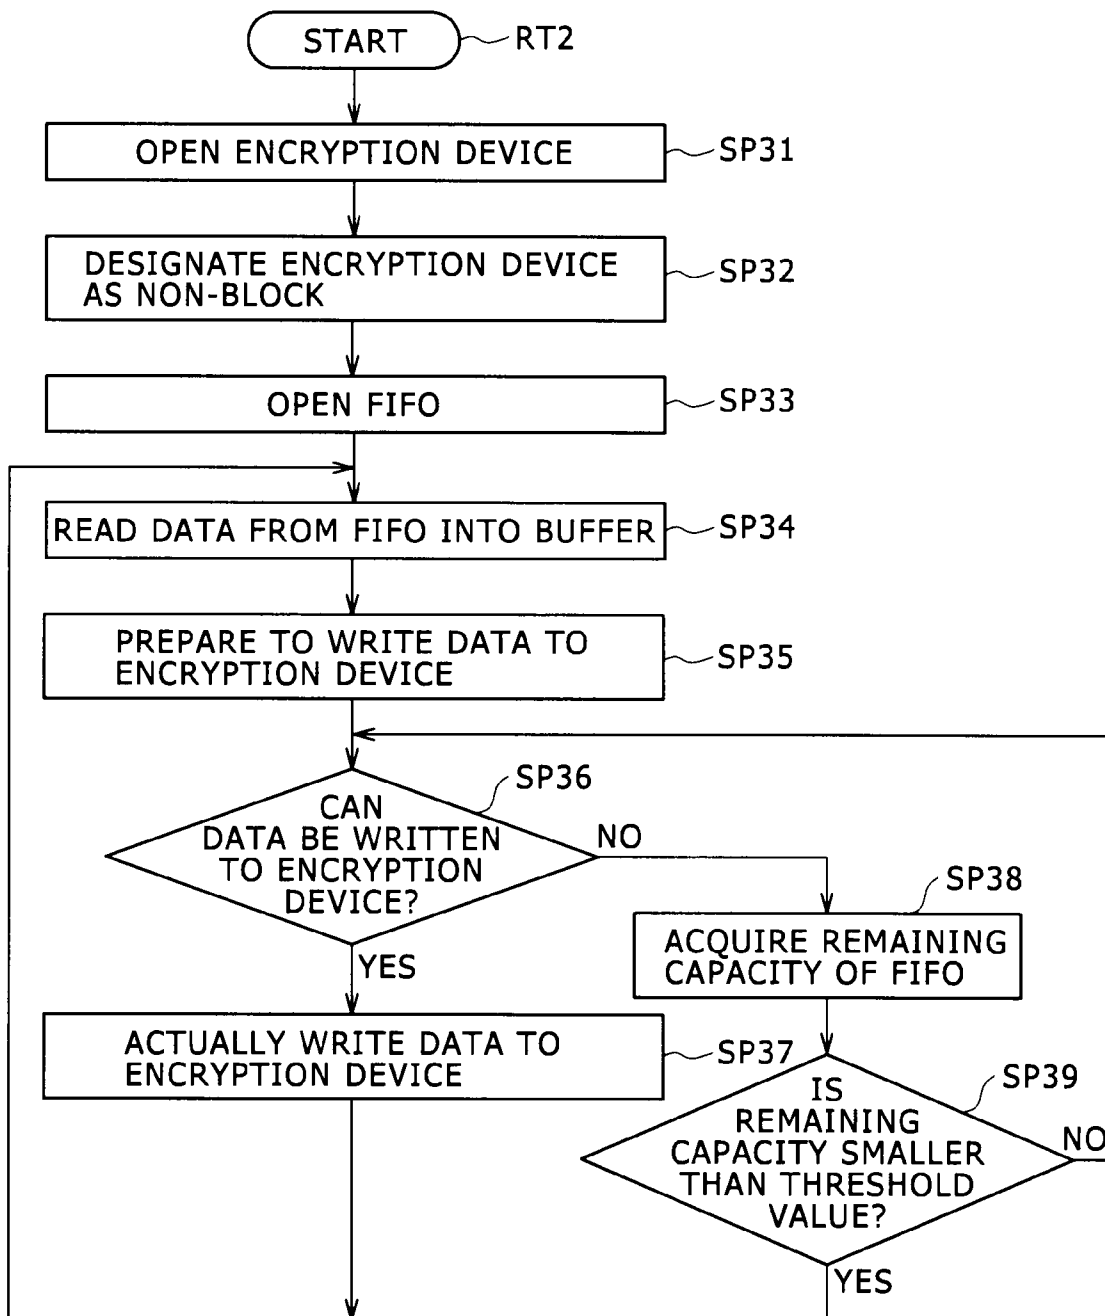 START
RT2
OPEN ENCRYPTION DEVICE
SP31
DESIGNATE ENCRYPTION DEVICE
AS NON-BLOCK
SP32
OPEN FIFO
SP33
READ DATA FROM FIFO INTO BUFFER
SP34
PREPARE TO WRITE DATA TO
ENCRYPTION DEVICE
SP35
SP36
CAN
DATA BE WRITTEN
TO ENCRYPTION
DEVICE?
NO
YES
SP38
ACQUIRE REMAINING
CAPACITY OF FIFO
ACTUALLY WRITE DATA TO
ENCRYPTION DEVICE
SP37
SP39
IS
REMAINING
CAPACITY SMALLER
THAN THRESHOLD
VALUE?
NO
YES